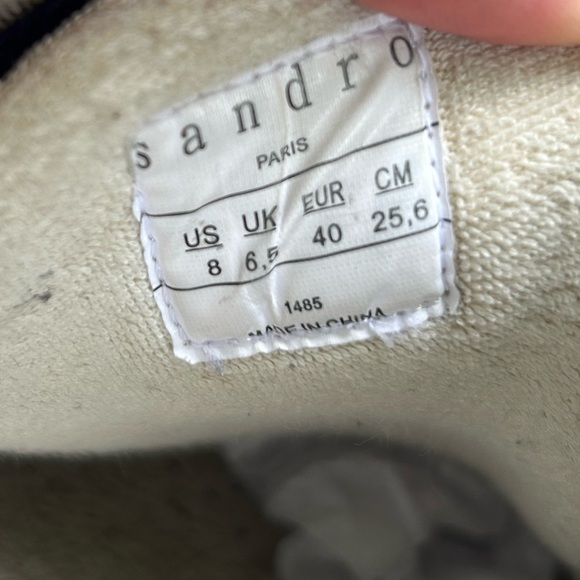 sandro
PARIS
US UK EUR CM
8 6,5 40 25,6
1485
MADE IN CHINA